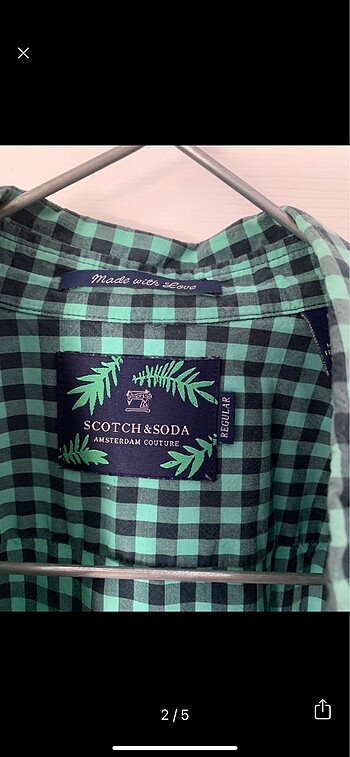 Made with Love
SCOTCH & SODA
AMSTERDAM COUTURE
REGULAR
2/5